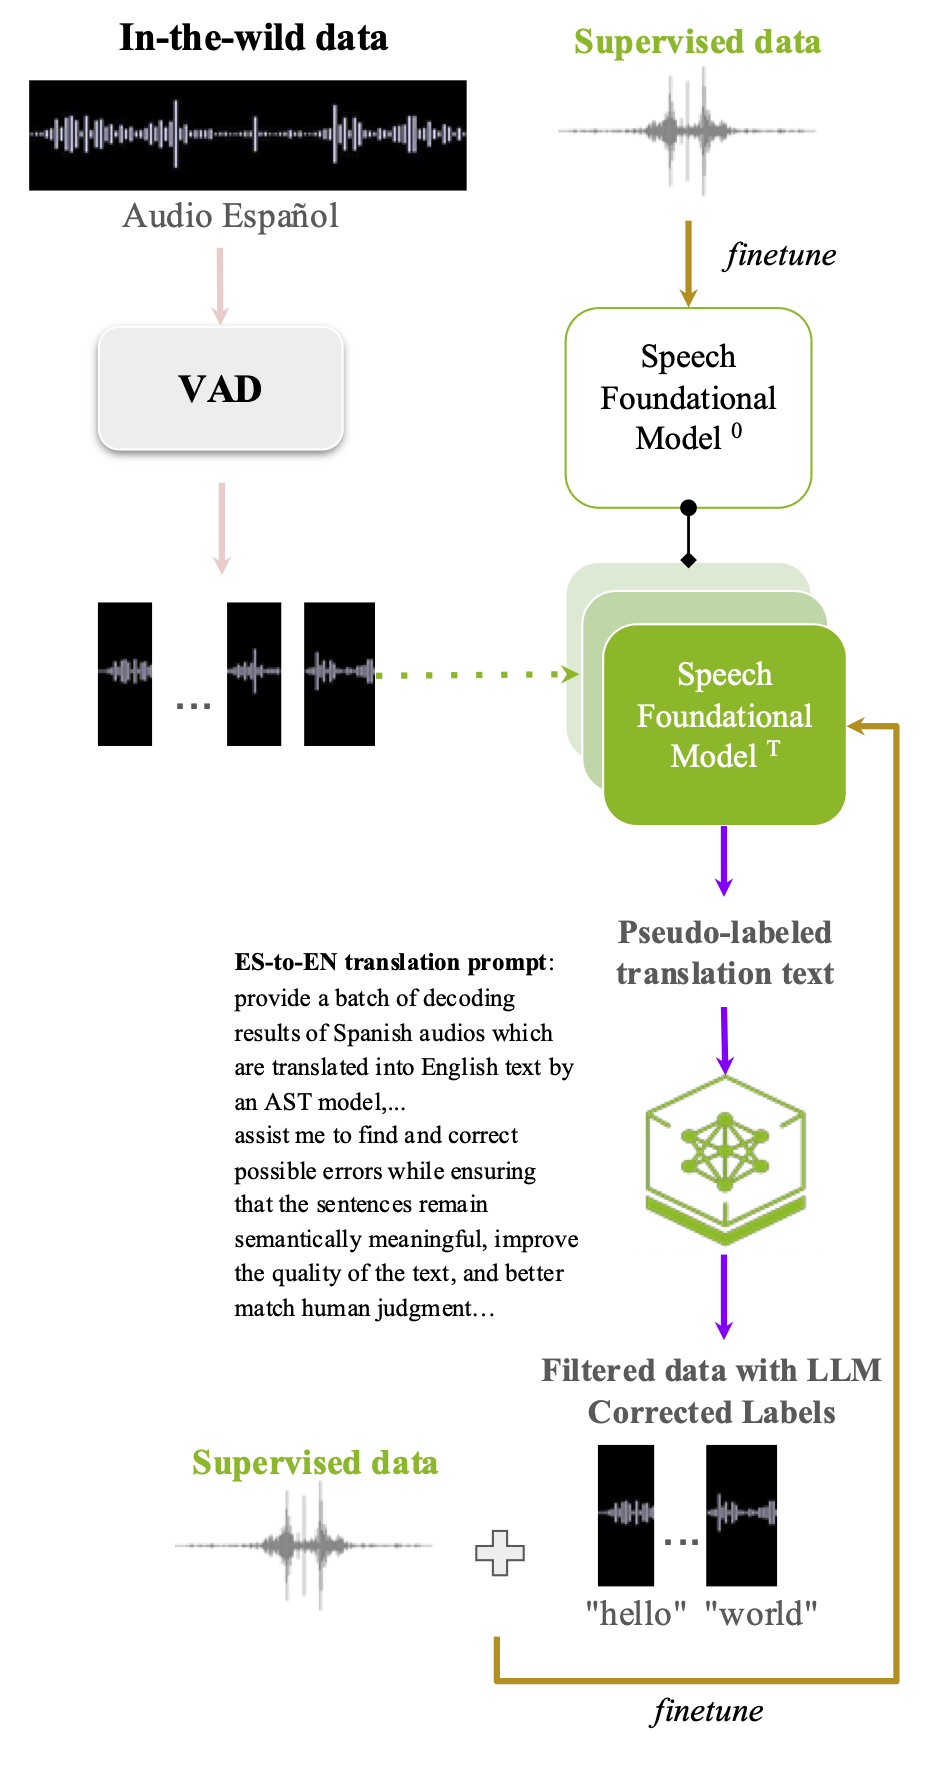 In-the-wild data
Supervised data
Audio Español
finetune
VAD
Speech
Foundational
Model 0
Speech
Foundational
Model T
Pseudo-labeled
translation text
ES-to-EN translation prompt:
provide a batch of decoding
results of Spanish audios which
are translated into English text by
an AST model,...
assist me to find and correct
possible errors while ensuring
that the sentences remain
semantically meaningful, improve
the quality of the text, and better
match human judgment…
Filtered data with LLM
Corrected Labels
Supervised data
...
...
"hello" "world"
finetune